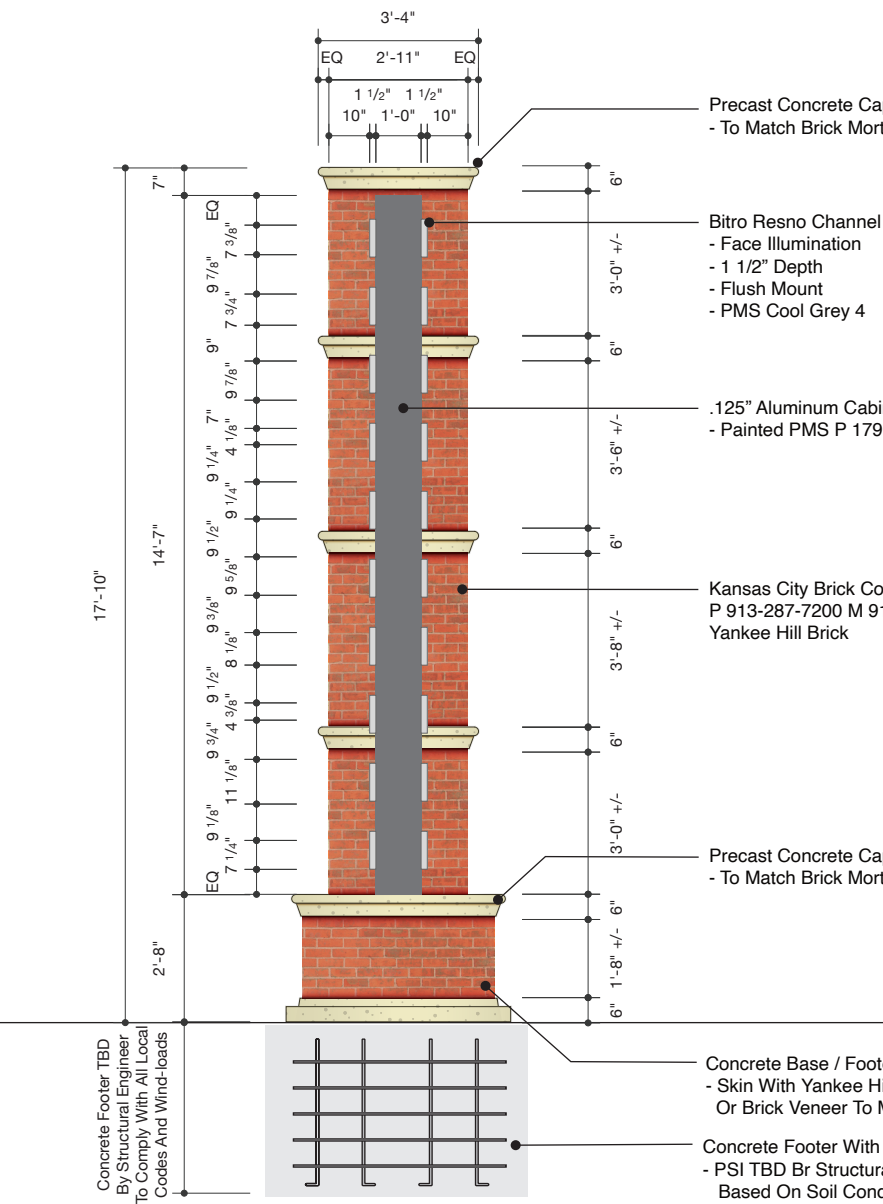 3'-4"
EQ 2'-11" EQ
1 1/2" 1 1/2"
10" 1'-0" 10"
Precast Concrete Ca
- To Match Brick Mort
Bitro Resno Channel
- Face Illumination
- 1 1/2” Depth
- Flush Mount
- PMS Cool Grey 4
.125” Aluminum Cabi
- Painted PMS P 179
Kansas City Brick Co
P 913-287-7200 M 91
Yankee Hill Brick
Precast Concrete Ca
- To Match Brick Mort
Concrete Base / Foot
- Skin With Yankee Hi
Or Brick Veneer To M
Concrete Footer With
- PSI TBD Br Structura
Based On Soil Cond
17'-10"
7"
14'-7"
2'-8"
Concrete Footer TBD
By Structural Engineer
To Comply With All Local
Codes And Wind-loads
EQ
7 3/8"
9 7/8"
7 3/4"
9"
9 7/8"
7"
4 1/8"
9 1/4"
9 1/4"
9 1/2"
9 5/8"
9 3/8"
8 1/8"
9 1/2"
4 3/8"
9 3/4"
11 1/8"
9 1/8"
7 1/4"
EQ
6"
3'-0" +/-
6"
3'-6" +/-
6"
3'-8" +/-
6"
3'-0" +/-
6"
1'-8" +/-
6"